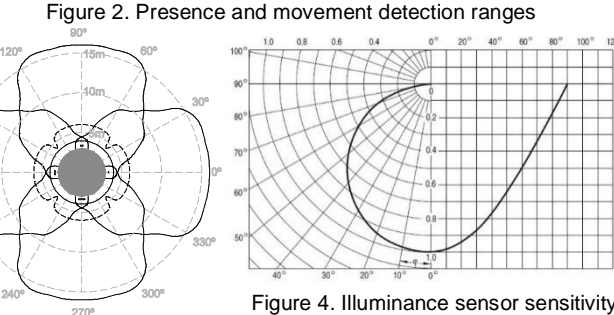 Figure 2. Presence and movement detection ranges
90°
120°
60°
15m
10m
5m
30°
0°
330°
240°
300°
270°
1.0 0.8 0.6 0.4 0° 20° 40° 60° 80° 100° 12
100°
90°
80°
70°
60°
50°
0
0.2
0.4
0.6
0.8
1.0
φ
40° 30° 20° 10° 0°
Figure 4. Illuminance sensor sensitivity